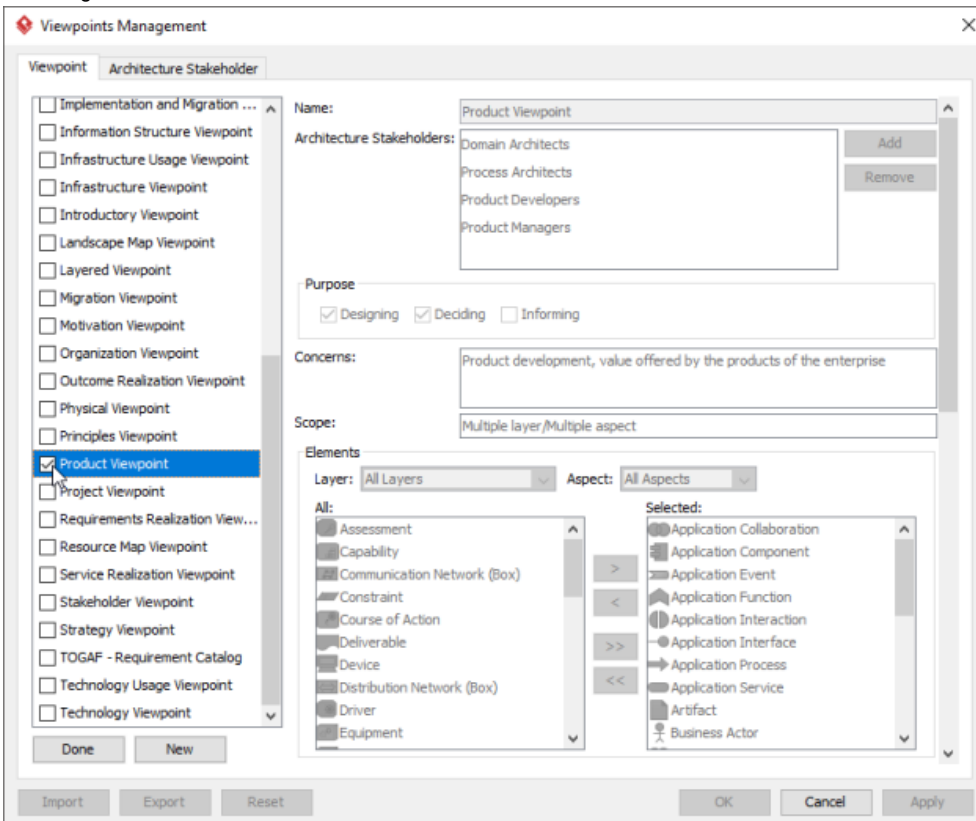 Viewpoints Management
Viewpoint Architecture Stakeholder
Implementation and Migration ...
Information Structure Viewpoint
Infrastructure Usage Viewpoint
Infrastructure Viewpoint
Introductory Viewpoint
Landscape Map Viewpoint
Layered Viewpoint
Migration Viewpoint
Motivation Viewpoint
Organization Viewpoint
Outcome Realization Viewpoint
Physical Viewpoint
Principles Viewpoint
Product Viewpoint
Project Viewpoint
Requirements Realization View...
Resource Map Viewpoint
Service Realization Viewpoint
Stakeholder Viewpoint
Strategy Viewpoint
TOGAF - Requirement Catalog
Technology Usage Viewpoint
Technology Viewpoint
Done New
Name: Product Viewpoint
Architecture Stakeholders:
Domain Architects
Process Architects
Product Developers
Product Managers
Add
Remove
Purpose
Designing Deciding Informing
Concerns: Product development, value offered by the products of the enterprise
Scope: Multiple layer/Multiple aspect
Elements
Layer: All Layers Aspect: All Aspects
All:
Assessment
Capability
Communication Network (Box)
Constraint
Course of Action
Deliverable
Device
Distribution Network (Box)
Driver
Equipment
>
<
>>
<<
Selected:
Application Collaboration
Application Component
Application Event
Application Function
Application Interaction
Application Interface
Application Process
Application Service
Artifact
Business Actor
Import Export Reset OK Cancel Apply